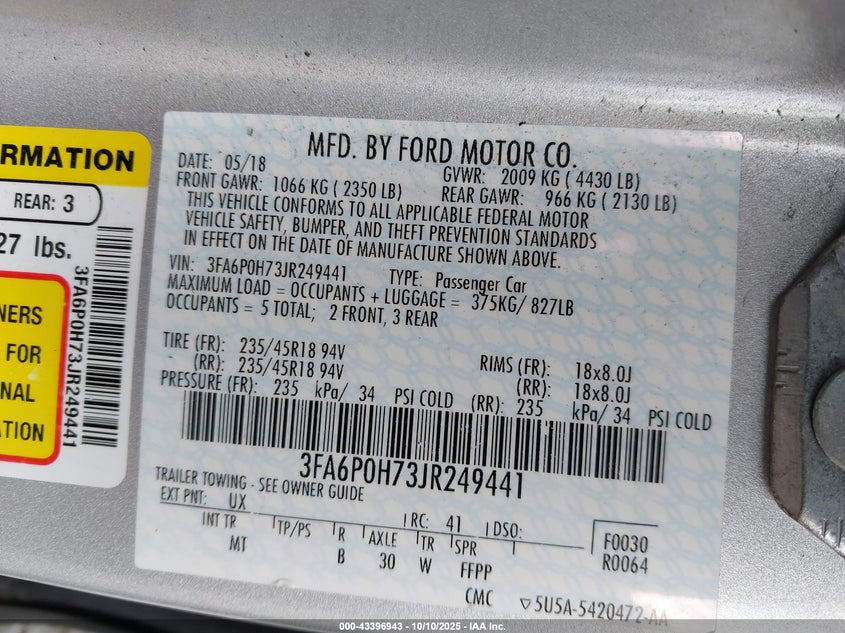 RMATION
REAR: 3
27 lbs.
NERS
FOR
NAL
ATION
3FA6P0H73JR249441
MFD. BY FORD MOTOR CO.
DATE: 05/18 GVWR: 2009 KG ( 4430 LB)
FRONT GAWR: 1066 KG ( 2350 LB) REAR GAWR: 966 KG ( 2130 LB)
THIS VEHICLE CONFORMS TO ALL APPLICABLE FEDERAL MOTOR
VEHICLE SAFETY, BUMPER, AND THEFT PREVENTION STANDARDS
IN EFFECT ON THE DATE OF MANUFACTURE SHOWN ABOVE.
VIN: 3FA6P0H73JR249441 TYPE: Passenger Car
MAXIMUM LOAD = OCCUPANTS + LUGGAGE = 375KG/ 827LB
OCCUPANTS = 5 TOTAL; 2 FRONT, 3 REAR
TIRE (FR): 235/45R18 94V RIMS (FR): 18x8.0J
(RR): 235/45R18 94V (RR): 18x8.0J
PRESSURE (FR): 235 kPa/ 34 PSI COLD (RR): 235 kPa/ 34 PSI COLD
3FA6P0H73JR249441
TRAILER TOWING - SEE OWNER GUIDE
EXT PNT: UX RC: 41 DSO: F0030
INT TR TP/PS R AXLE TR SPR R0064
MT B 30 W FFPP
CMC ▽5U5A-5420472-AA
000-43396943 - 10/10/2025 - IAA Inc.